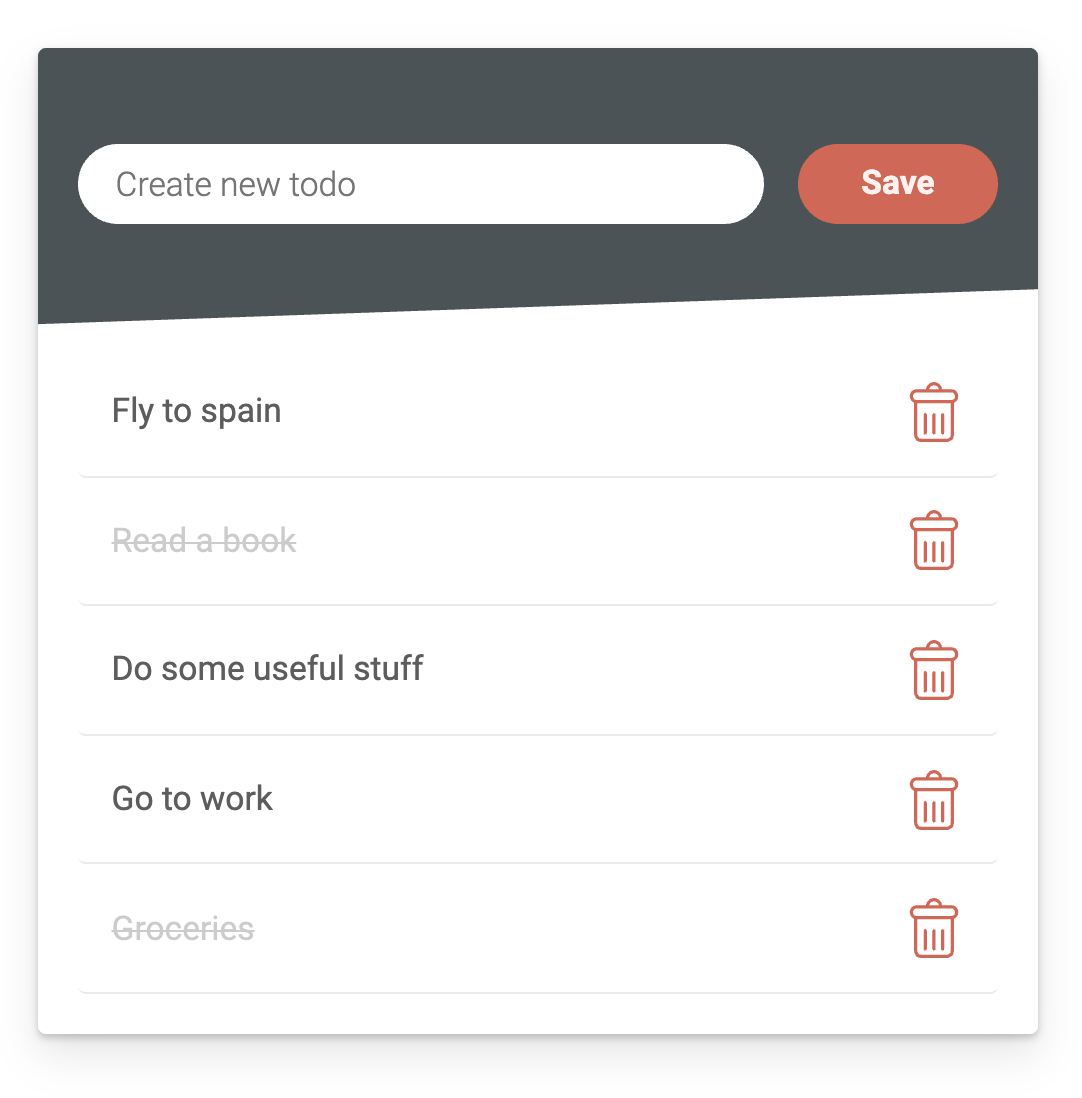 Create new todo
Save
Fly to spain
Read a book
Do some useful stuff
Go to work
Groceries